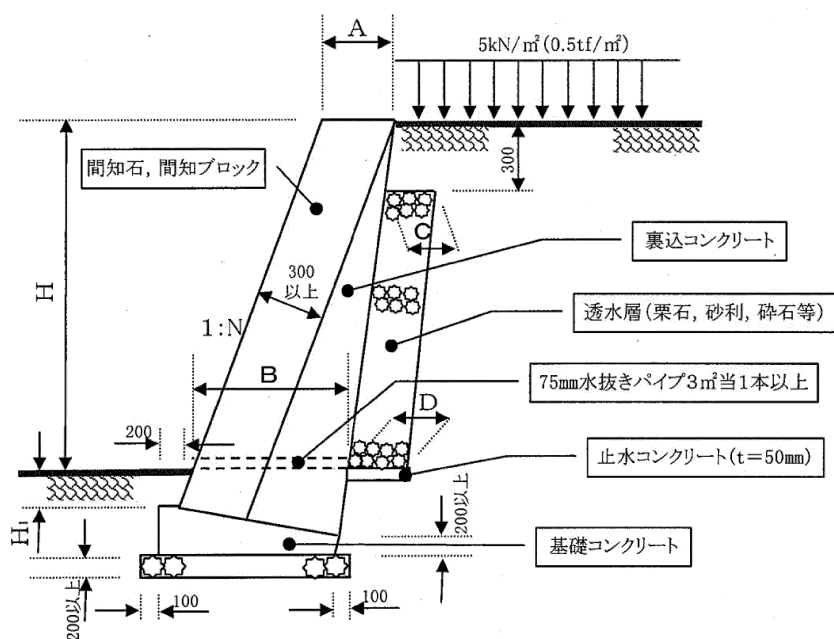 A
5kN/㎡(0.5tf/㎡)
300
間知石，間知ブロック
C
裏込コンクリート
H
300
以上
1:N
透水層(栗石，砂利，砕石等)
B
75mm水抜きパイプ3㎡当1本以上
D
200
止水コンクリート(t=50mm)
H₁
200以上
基礎コンクリート
200以上
100
100